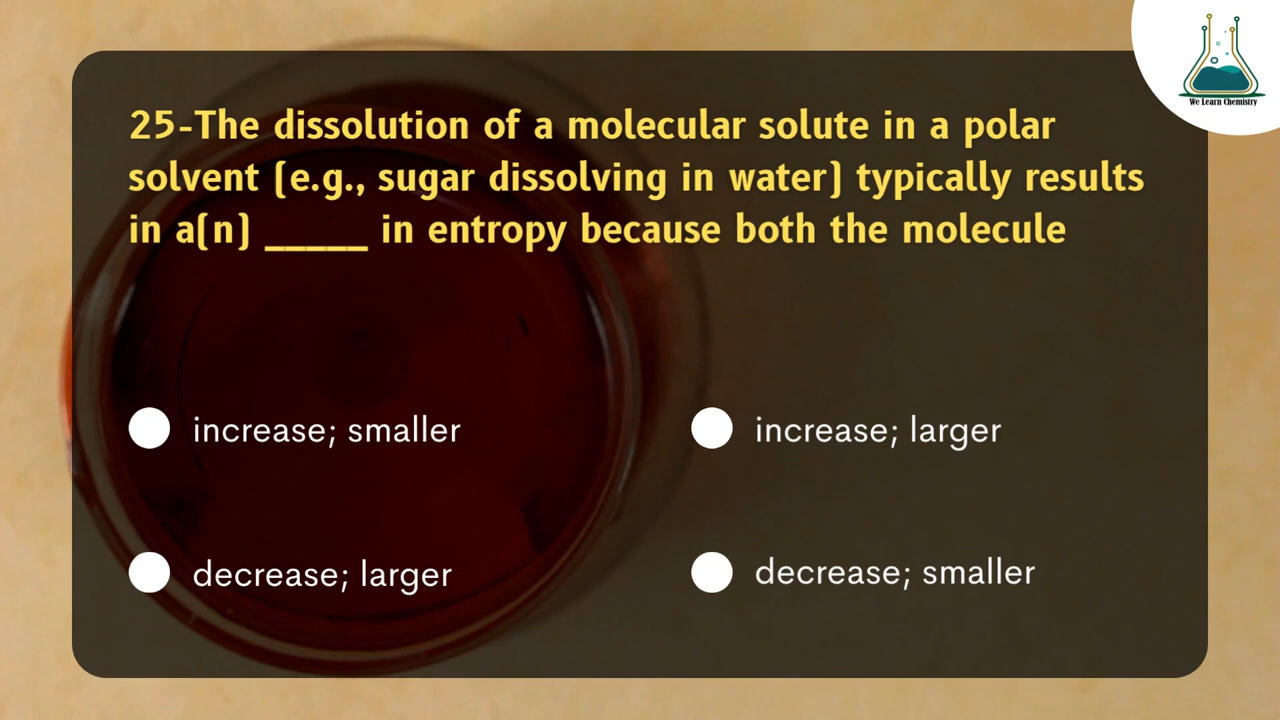 We Learn Chemistry
25-The dissolution of a molecular solute in a polar
solvent (e.g., sugar dissolving in water) typically results
in a(n) _____ in entropy because both the molecule
increase; smaller
increase; larger
decrease; larger
decrease; smaller